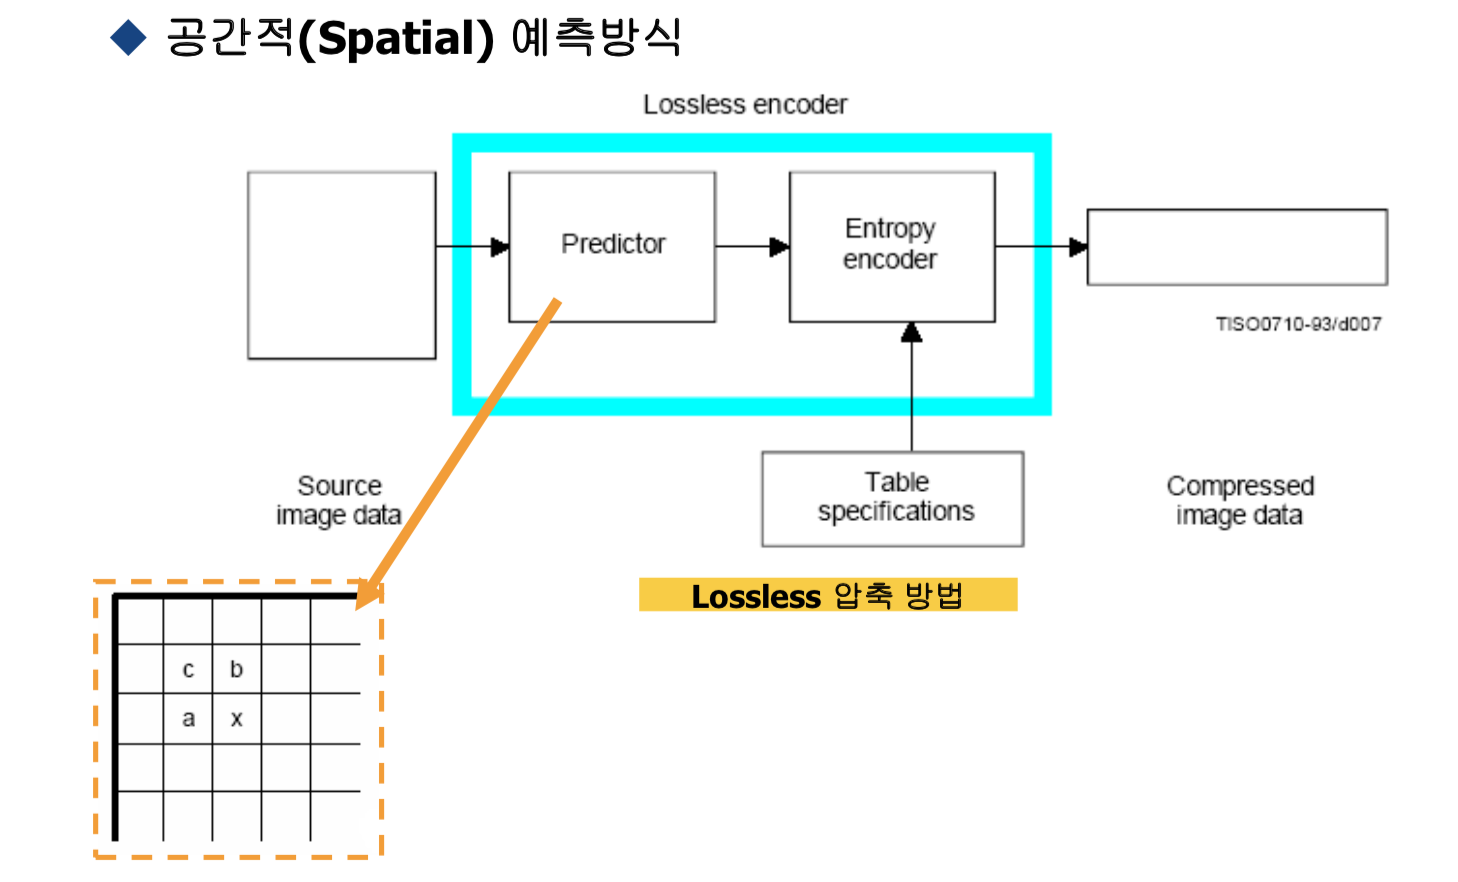 공간적(Spatial) 예측방식
Lossless encoder
Predictor
Entropy
encoder
TISO0710-93/d007
Source
image data
Table
specifications
Compressed
image data
Lossless 압축 방법
c b
a x